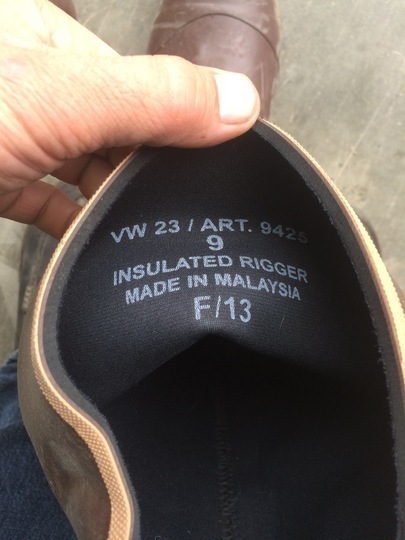 VW 23 / ART. 9425
9
INSULATED RIGGER
MADE IN MALAYSIA
F/13